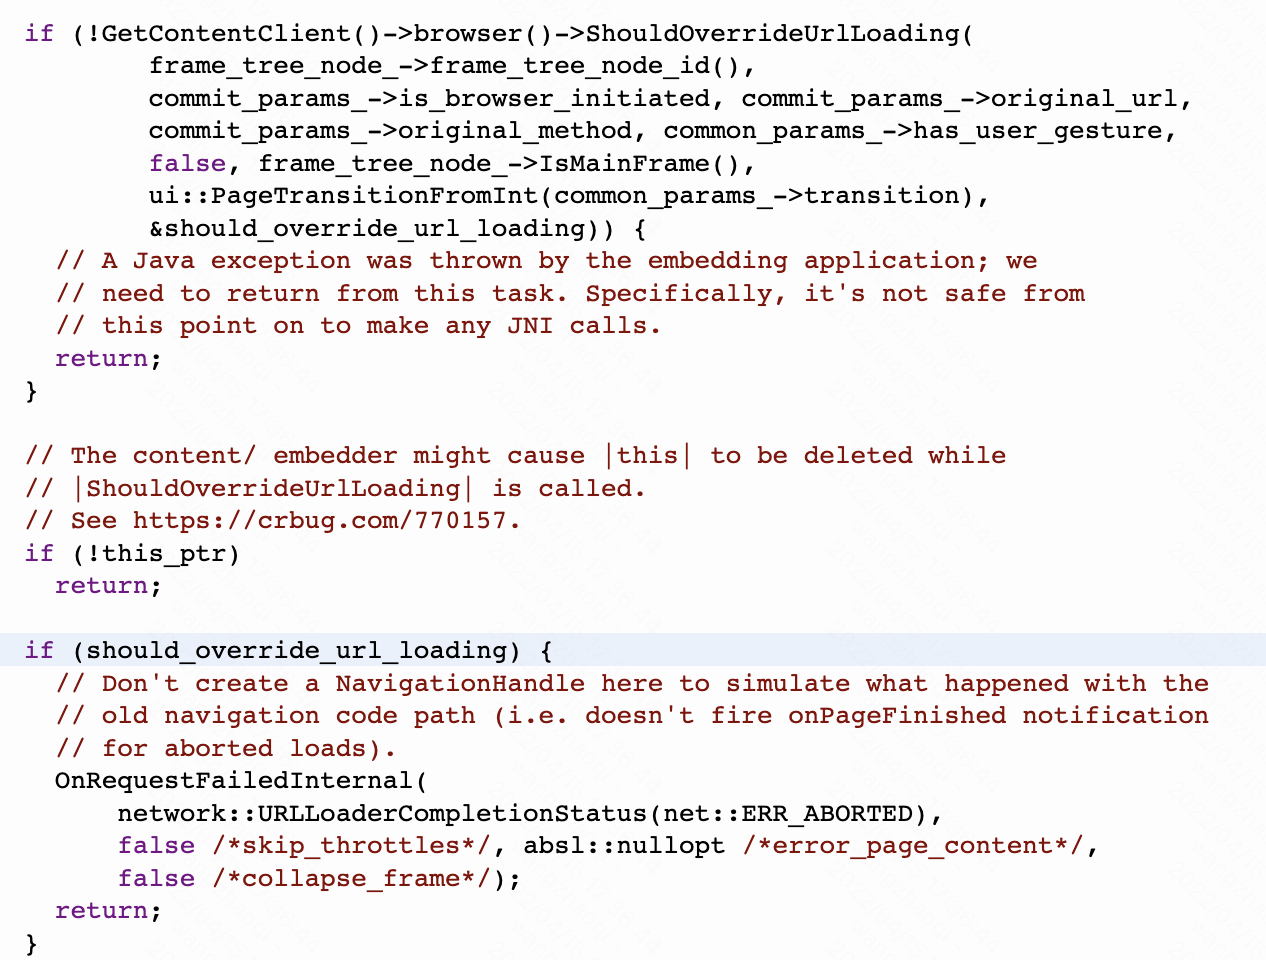 if (!GetContentClient()->browser()->ShouldOverrideUrlLoading(
        frame_tree_node_->frame_tree_node_id(),
        commit_params_->is_browser_initiated, commit_params_->original_url,
        commit_params_->original_method, common_params_->has_user_gesture,
        false, frame_tree_node_->IsMainFrame(),
        ui::PageTransitionFromInt(common_params_->transition),
        &should_override_url_loading)) {
  // A Java exception was thrown by the embedding application; we
  // need to return from this task. Specifically, it's not safe from
  // this point on to make any JNI calls.
  return;
}

// The content/ embedder might cause |this| to be deleted while
// |ShouldOverrideUrlLoading| is called.
// See https://crbug.com/770157.
if (!this_ptr)
  return;

if (should_override_url_loading) {
  // Don't create a NavigationHandle here to simulate what happened with the
  // old navigation code path (i.e. doesn't fire onPageFinished notification
  // for aborted loads).
  OnRequestFailedInternal(
      network::URLLoaderCompletionStatus(net::ERR_ABORTED),
      false /*skip_throttles*/, absl::nullopt /*error_page_content*/,
      false /*collapse_frame*/);
  return;
}